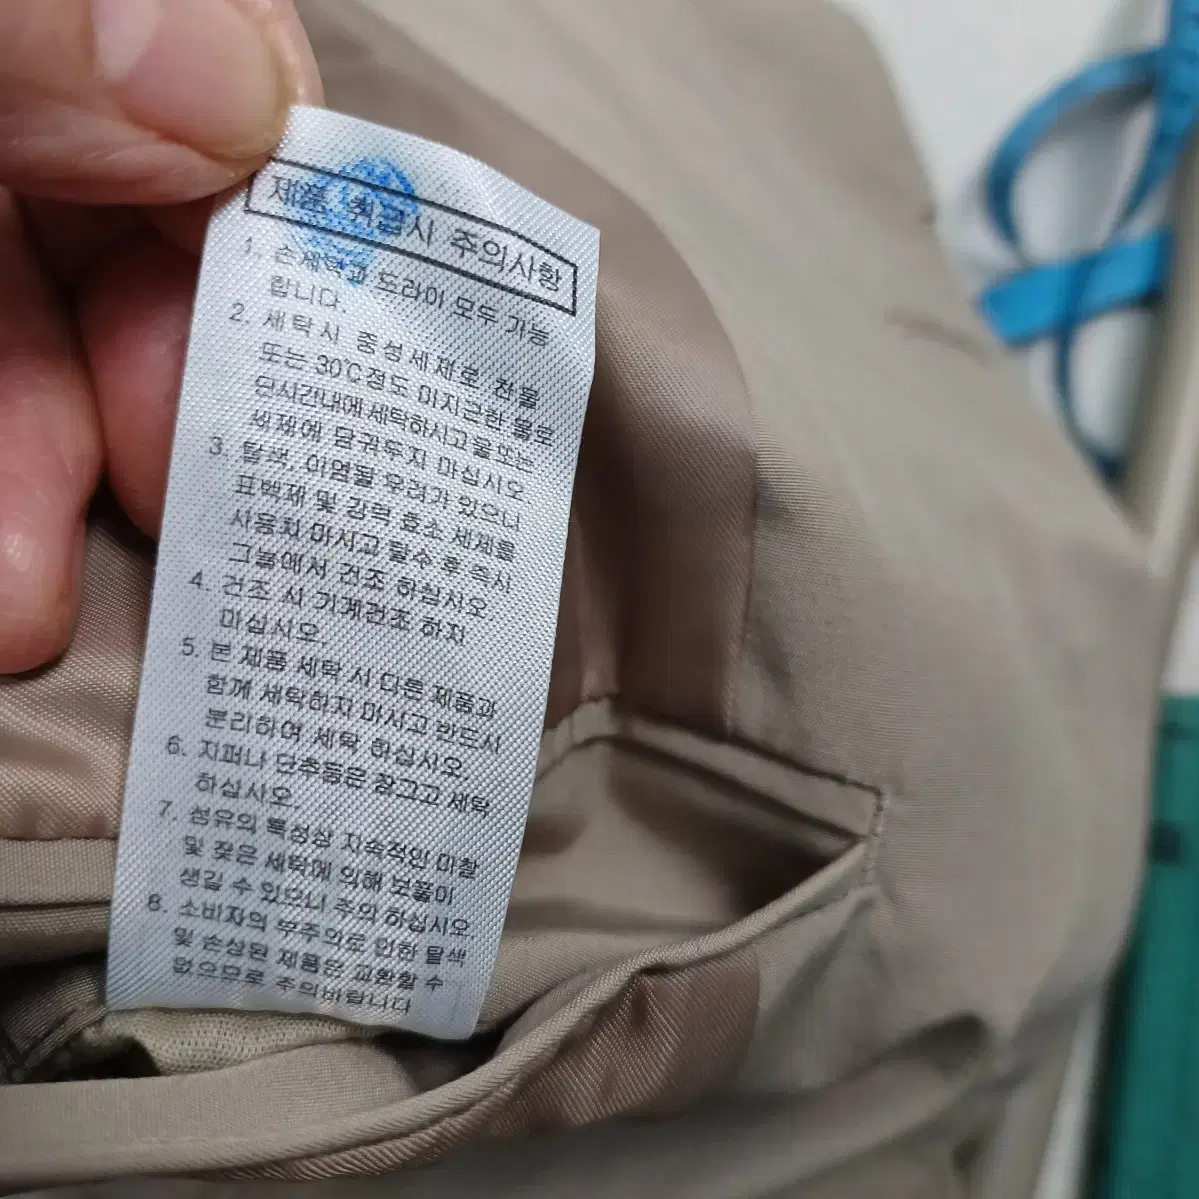 제품 취급시 주의사항
1. 손세탁과 드라이 모두 가능
합니다.
2. 세탁시 중성세제로 찬물
또는 30℃정도 미지근한 물로
단시간내에 세탁하시고 물또는
세제에 담궈두지 마십시오
3. 탈색, 이염될 우려가 있으니
표백제 및 강력 효소 세제를
사용치 마시고 탈수 후 즉시
그늘에서 건조 하십시오.
4. 건조 시 기계건조 하지
마십시오.
5. 본 제품 세탁 시 다른 제품과
함께 세탁하지 마시고 반드시
분리하여 세탁 하십시오.
6. 지퍼나 단추등은 잠그고 세탁
하십시오.
7. 섬유의 특성상 지속적인 마찰
및 잦은 세탁에 의해 보풀이
생길 수 있으니 주의 하십시오
8. 소비자의 부주의로 인한 탈색
및 손상된 제품은 교환할 수
없으므로 주의바랍니다